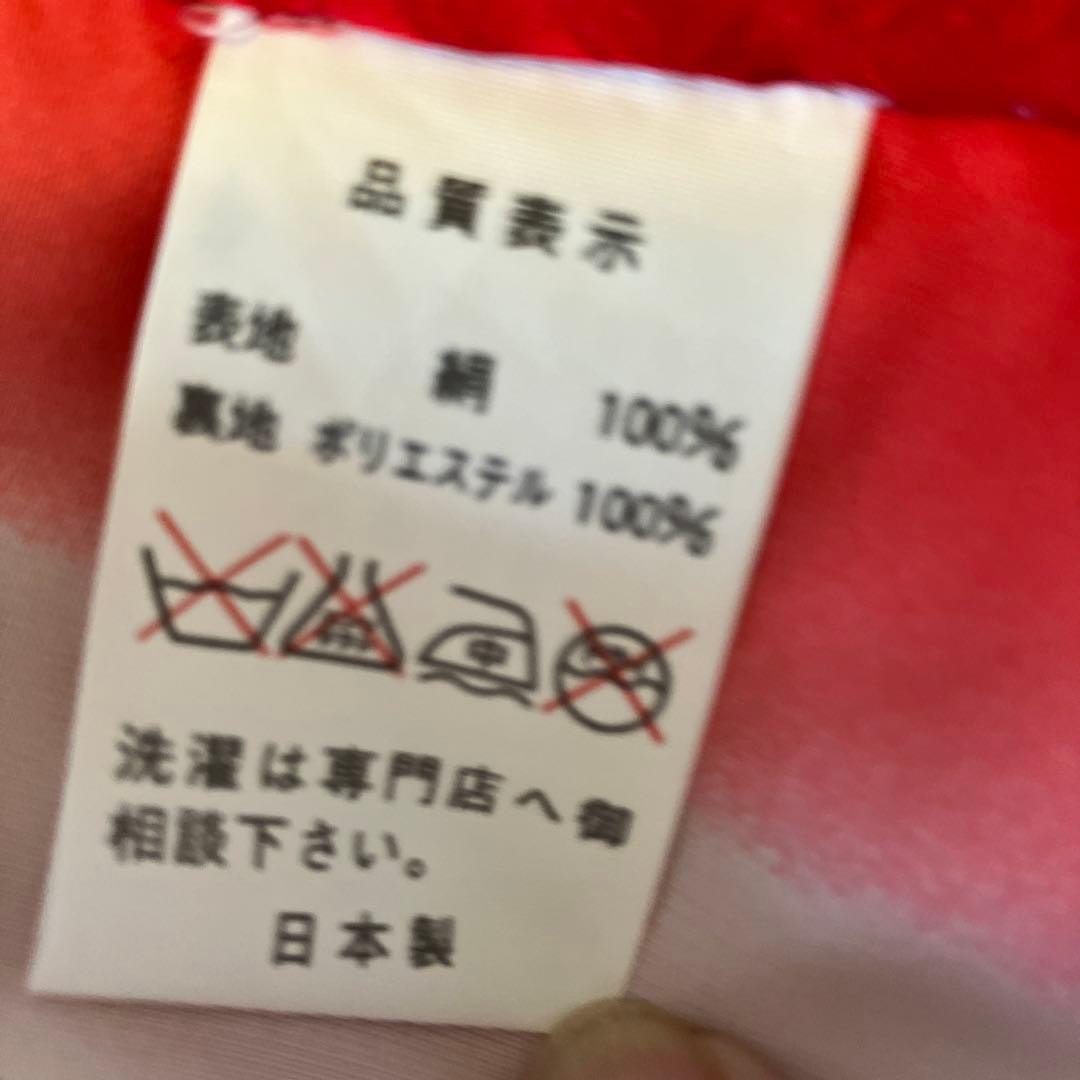 品質表示
表地 絹 100%
裏地 ポリエステル 100%
中
洗濯は専門店へ御
相談下さい。
日本製